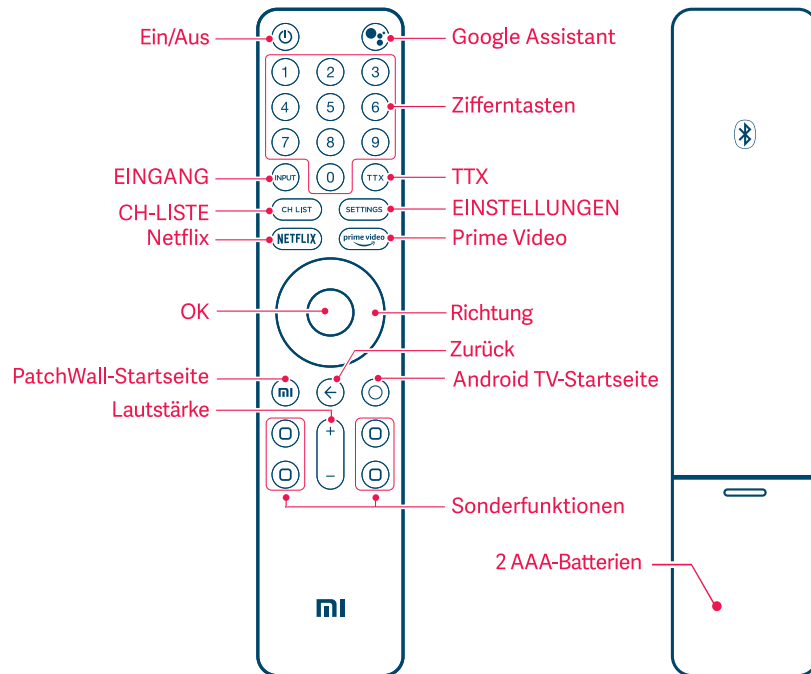 Ein/Aus
Google Assistant
1 2 3
4 5 6
Zifferntasten
7 8 9
EINGANG
INPUT
0
TTX
TTX
CH-LISTE
CH LIST
SETTINGS
EINSTELLUNGEN
Netflix
NETFLIX
prime video
Prime Video
OK
Richtung
Zurück
PatchWall-Startseite
Android TV-Startseite
mi
Lautstärke
+
−
Sonderfunktionen
2 AAA-Batterien
mi